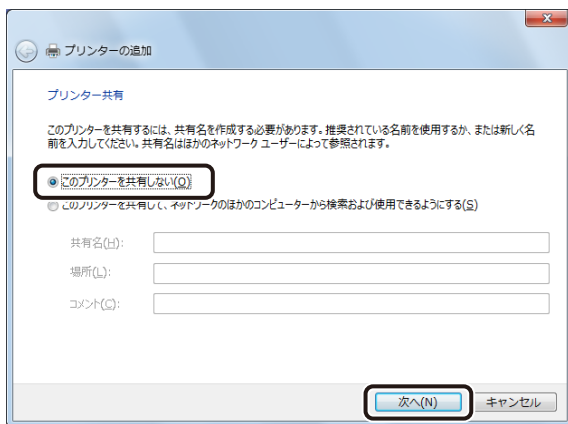 プリンターの追加
プリンター共有
このプリンターを共有するには、共有名を作成する必要があります。推奨されている名前を使用するか、または新しく名
前を入力してください。共有名はほかのネットワーク ユーザーによって参照されます。
このプリンターを共有しない(O)
このプリンターを共有して、ネットワークのほかのコンピューターから検索および使用できるようにする(S)
共有名(H):
場所(L):
コメント(C):
次へ(N) キャンセル